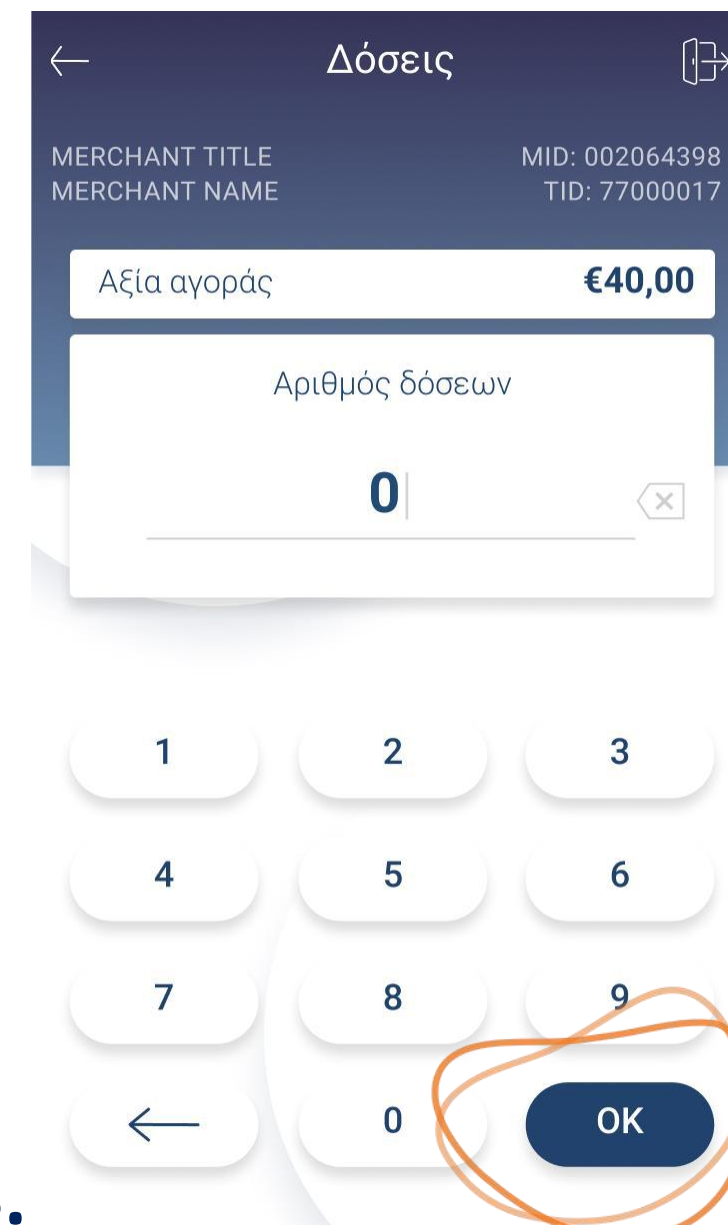 Δόσεις
MERCHANT TITLE MID: 002064398
MERCHANT NAME TID: 77000017
Αξία αγοράς €40,00
Αριθμός δόσεων
0
1 2 3
4 5 6
7 8 9
0 OK